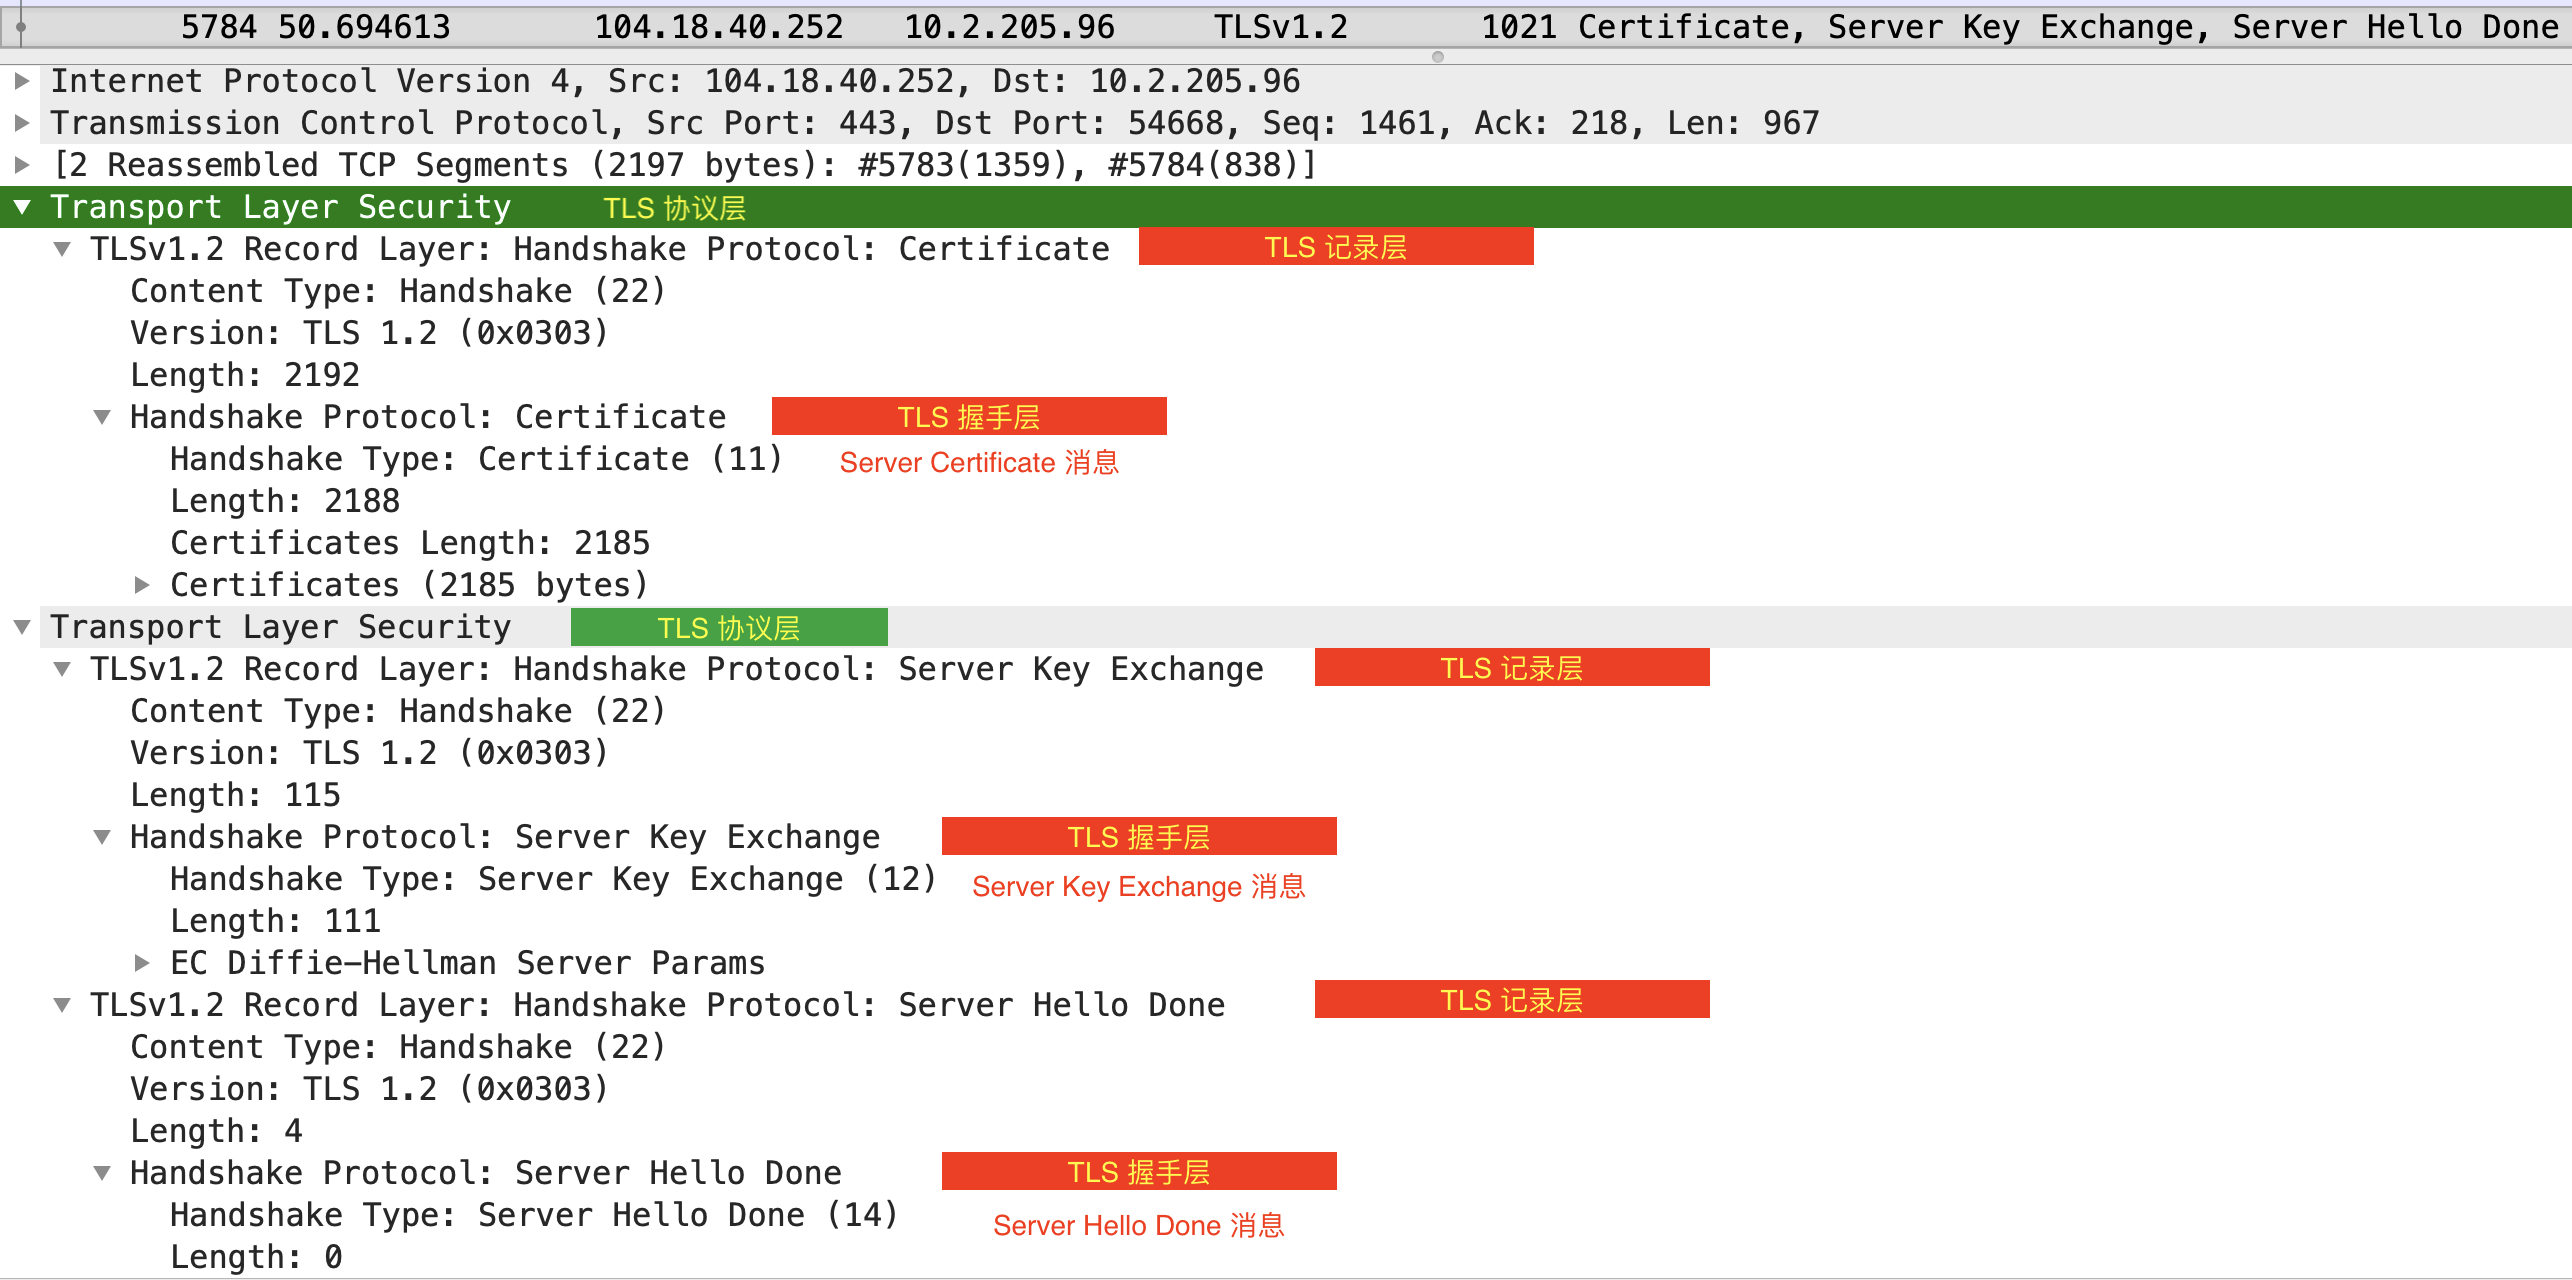 5784 50.694613 104.18.40.252 10.2.205.96 TLSv1.2 1021 Certificate, Server Key Exchange, Server Hello Done
Internet Protocol Version 4, Src: 104.18.40.252, Dst: 10.2.205.96
Transmission Control Protocol, Src Port: 443, Dst Port: 54668, Seq: 1461, Ack: 218, Len: 967
[2 Reassembled TCP Segments (2197 bytes): #5783(1359), #5784(838)]
Transport Layer Security TLS 协议层
TLSv1.2 Record Layer: Handshake Protocol: Certificate TLS 记录层
Content Type: Handshake (22)
Version: TLS 1.2 (0x0303)
Length: 2192
Handshake Protocol: Certificate TLS 握手层
Handshake Type: Certificate (11) Server Certificate 消息
Length: 2188
Certificates Length: 2185
Certificates (2185 bytes)
Transport Layer Security TLS 协议层
TLSv1.2 Record Layer: Handshake Protocol: Server Key Exchange TLS 记录层
Content Type: Handshake (22)
Version: TLS 1.2 (0x0303)
Length: 115
Handshake Protocol: Server Key Exchange TLS 握手层
Handshake Type: Server Key Exchange (12) Server Key Exchange 消息
Length: 111
EC Diffie-Hellman Server Params
TLSv1.2 Record Layer: Handshake Protocol: Server Hello Done TLS 记录层
Content Type: Handshake (22)
Version: TLS 1.2 (0x0303)
Length: 4
Handshake Protocol: Server Hello Done TLS 握手层
Handshake Type: Server Hello Done (14) Server Hello Done 消息
Length: 0